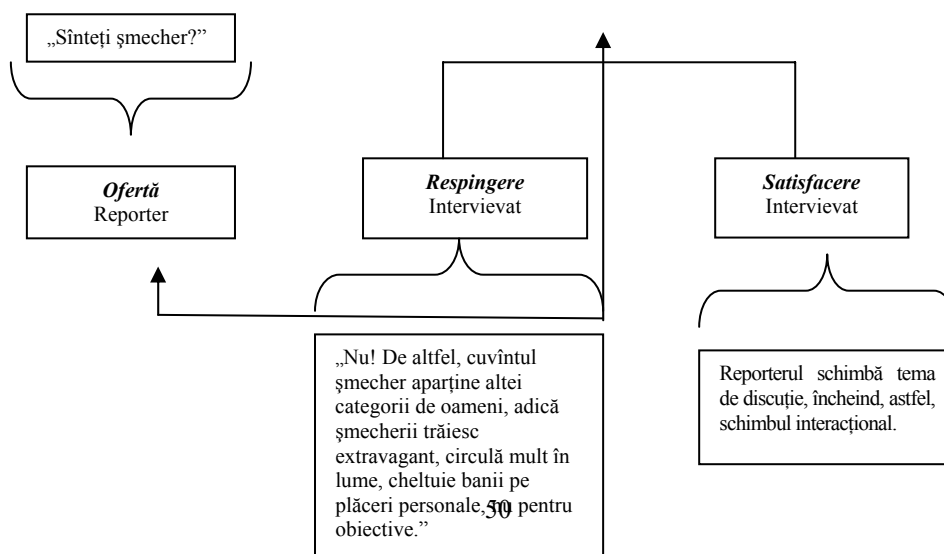 „Sînteți șmecher?”
Ofertă
Reporter
Respingere
Intervievat
Satisfacere
Intervievat
„Nu! De altfel, cuvîntul
șmecher aparține altei
categorii de oameni, adică
șmecherii trăiesc
extravagant, circulă mult în
lume, cheltuie banii pe
plăceri personale, nu pentru
obiective.”
50
Reporterul schimbă tema
de discuție, încheind, astfel,
schimbul interacțional.